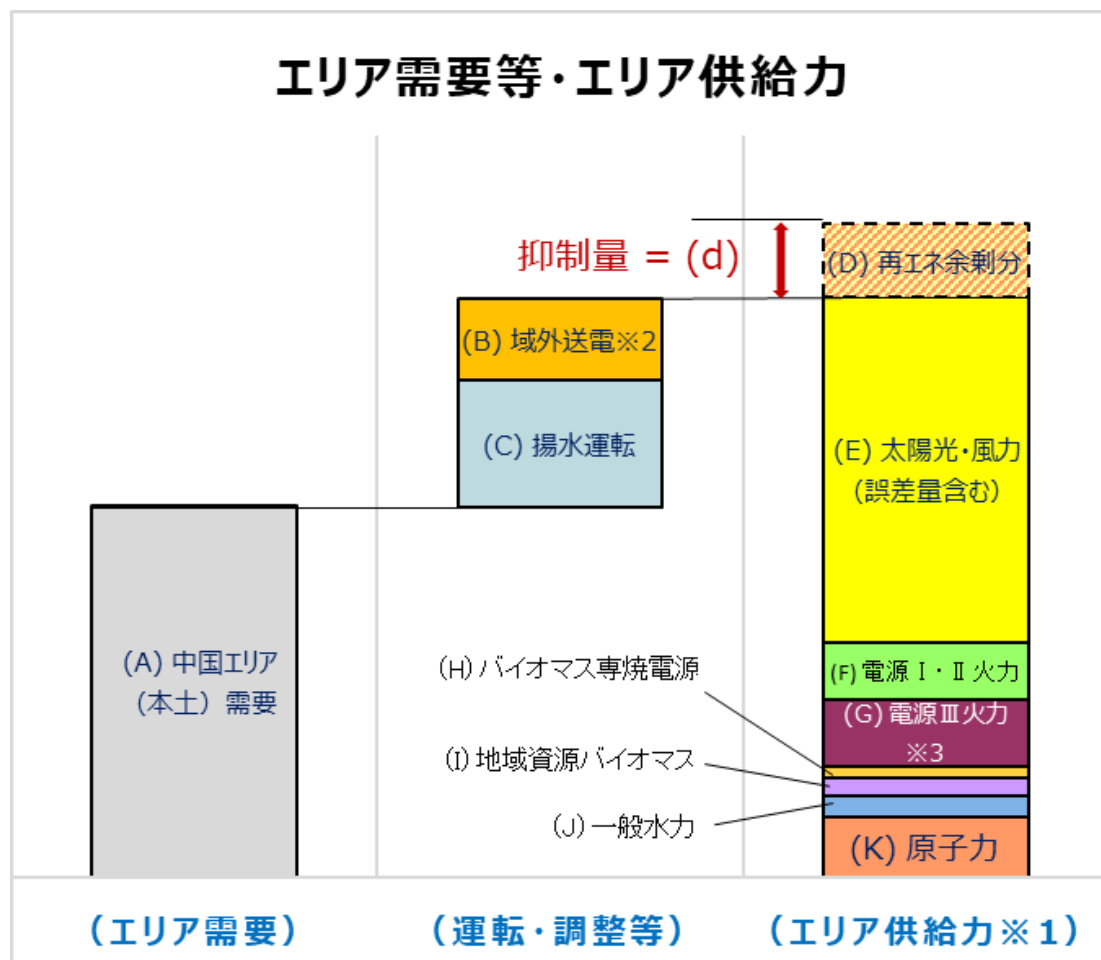 エリア需要等・エリア供給力
抑制量 = (d)
(D) 再エネ余剰分
(B) 域外送電※2
(C) 揚水運転
(E) 太陽光・風力
(誤差量含む)
(A) 中国エリア
(本土) 需要
(H) バイオマス専焼電源
(F) 電源Ⅰ・Ⅱ火力
(G) 電源Ⅲ火力
※3
(I) 地域資源バイオマス
(J) 一般水力
(K) 原子力
(エリア需要)
(運転・調整等)
(エリア供給力※1)